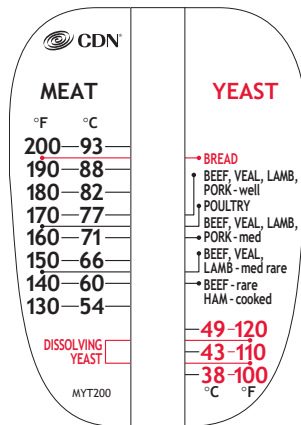 CDN®
MEAT
YEAST
°F °C
200 93
190 88
180 82
170 77
160 71
150 66
140 60
130 54
BREAD
BEEF, VEAL, LAMB,
PORK - well
POULTRY
BEEF, VEAL, LAMB,
PORK - med
BEEF, VEAL,
LAMB - med rare
BEEF - rare
HAM - cooked
DISSOLVING
YEAST
49 120
43 110
38 100
°C °F
MYT200